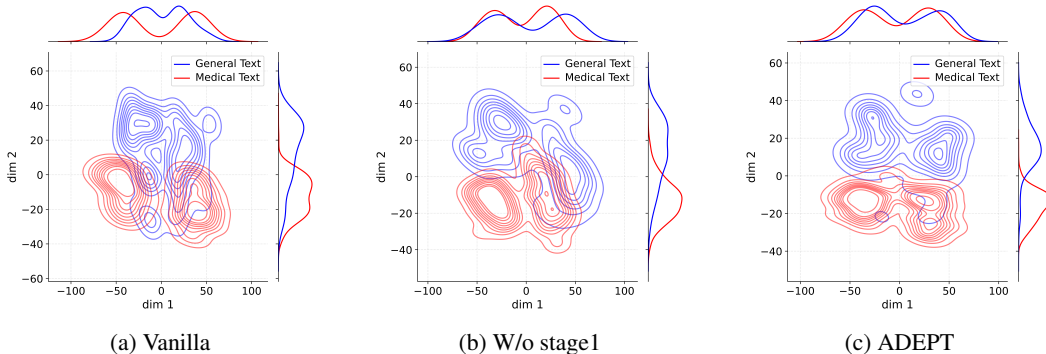 General Text
Medical Text
60
40
20
0
−20
−40
−60
dim 2
−100
−50
0
50
100
dim 1
(a) Vanilla
General Text
Medical Text
60
40
20
0
−20
−40
dim 2
−100
−50
0
50
100
dim 1
(b) W/o stage1
General Text
Medical Text
60
40
20
0
−20
−40
dim 2
−100
−50
0
50
100
dim 1
(c) ADEPT